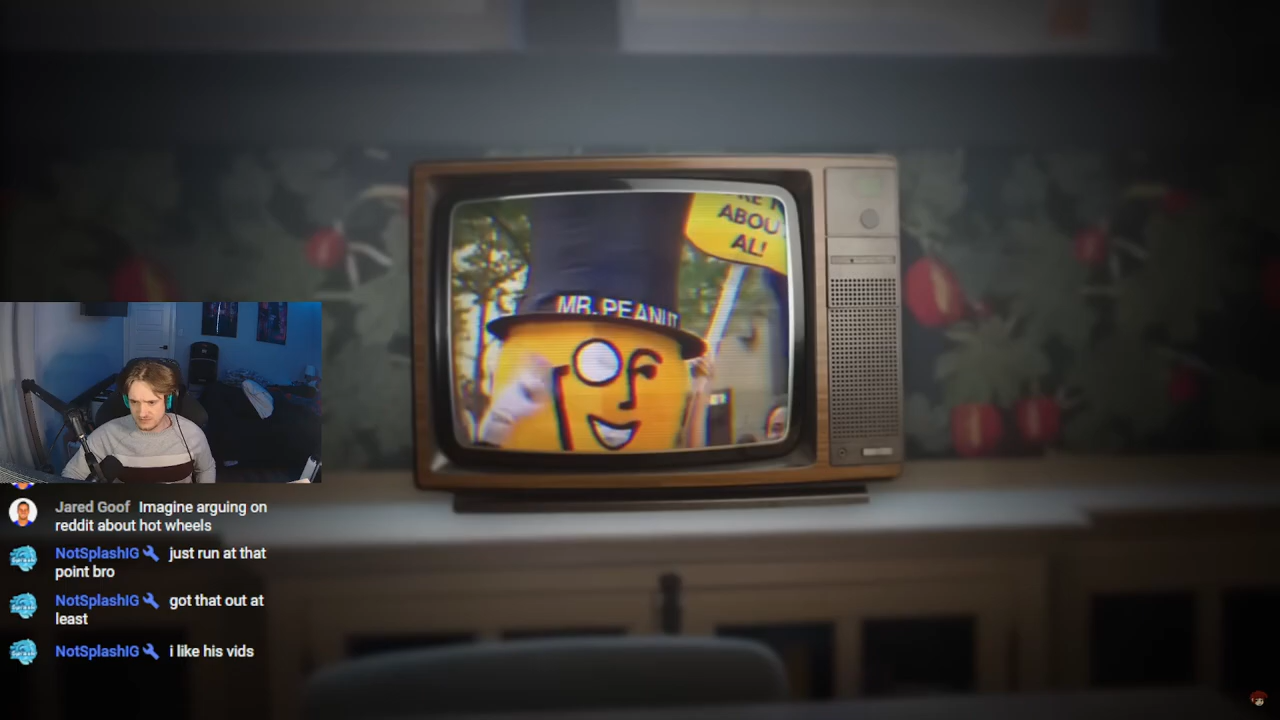 ABOU
AL!
MR. PEANUT
Jared Goof Imagine arguing on
reddit about hot wheels
NotSplashIG just run at that
point bro
NotSplashIG got that out at
least
NotSplashIG i like his vids